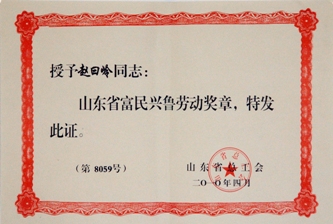 授予赵曰岭同志：
山东省富民兴鲁劳动奖章，特发
此证。
（第 8059号）
山东省总工会
二〇一〇年四月